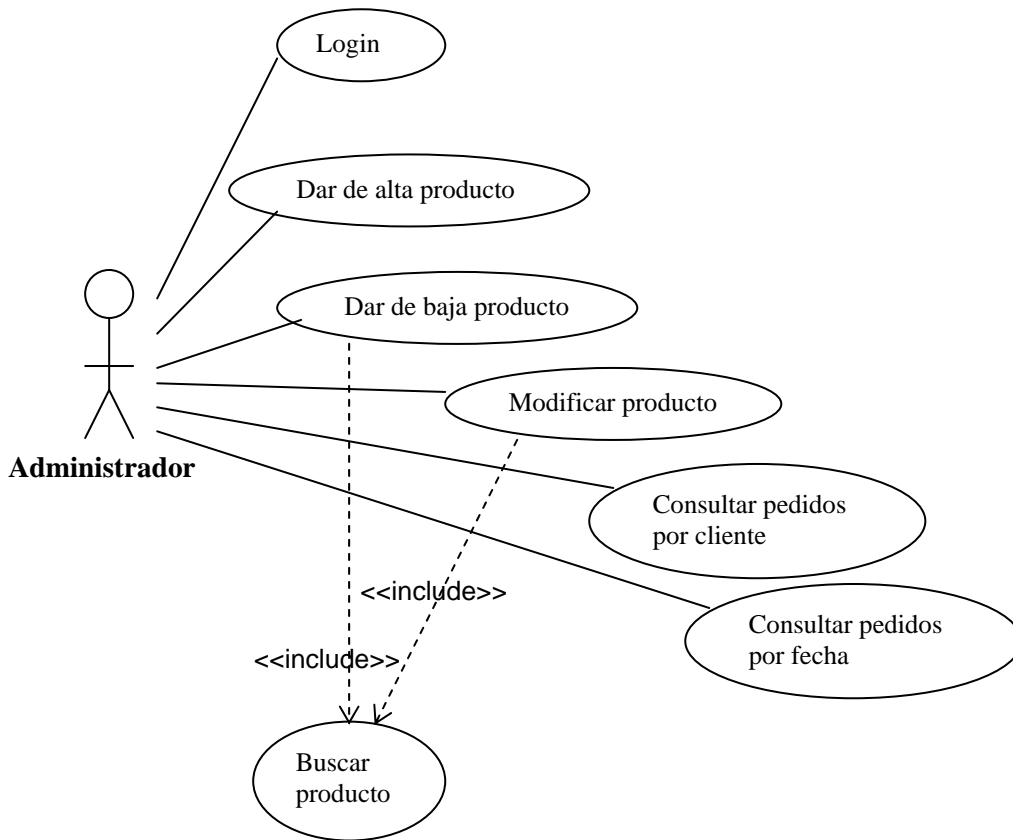 Login
Dar de alta producto
Dar de baja producto
Modificar producto
Administrador
Consultar pedidos
por cliente
<<include>>
Consultar pedidos
por fecha
<<include>>
Buscar
producto